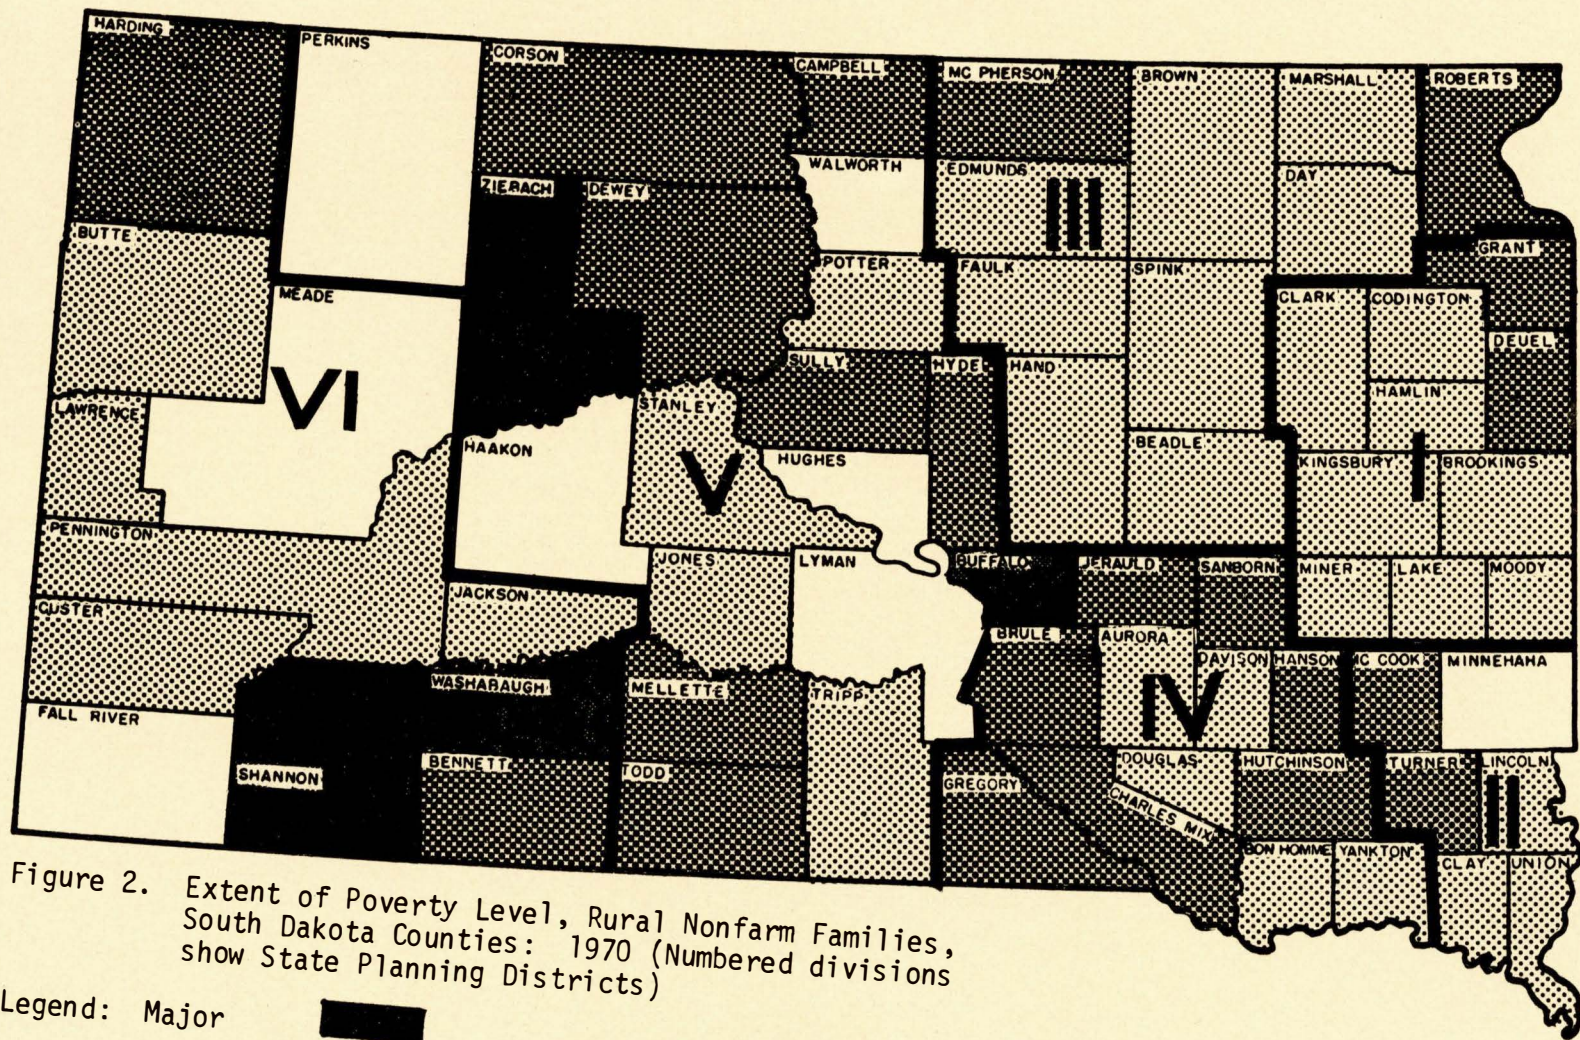 HARDING
PERKINS
CORSON
CAMPBELL
MC PHERSON
BROWN
MARSHALL
ROBERTS
WALWORTH
EDMUNDS
III
DAY
ZIEBACH
DEWEY
BUTTE
GRANT
POTTER
FAULK
SPINK
MEADE
CLARK
CODINGTON
DEUEL
SULLY
HYDE
HAND
HAMLIN
VI
LAWRENCE
STANLEY
HAAKON
V
HUGHES
BEADLE
KINGSBURY
I
BROOKINGS
PENNINGTON
JONES
LYMAN
BUFFALO
JERAULD
SANBORN
MINER
LAKE
MOODY
CUSTER
JACKSON
BRULE
AURORA
DAVISON
HANSON
MC COOK
MINNEHAHA
IV
WASHABAUGH
MELLETTE
TRIPP
FALL RIVER
SHANNON
BENNETT
TODD
GREGORY
DOUGLAS
CHARLES MIX
HUTCHINSON
TURNER
LINCOLN
II
BON HOMME
YANKTON
CLAY
UNION
Figure 2. Extent of Poverty Level, Rural Nonfarm Families,
South Dakota Counties: 1970 (Numbered divisions
show State Planning Districts)
Legend: Major